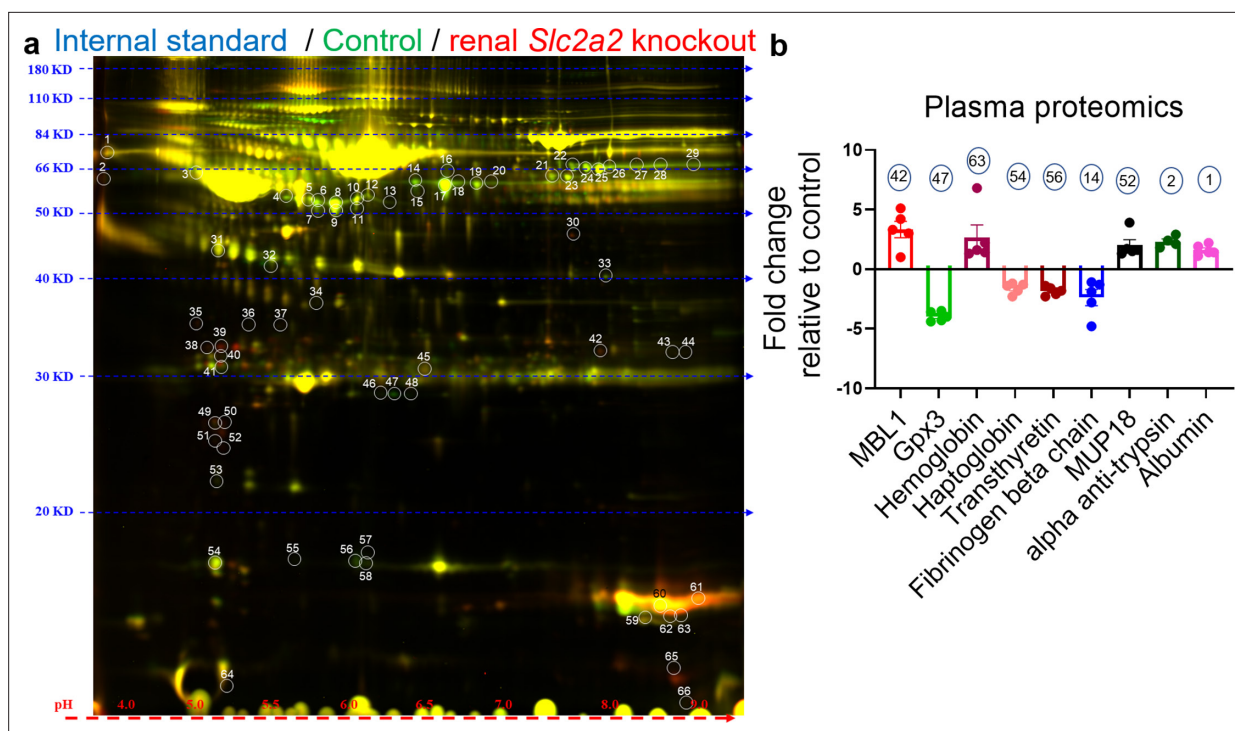 a Internal standard / Control / renal Slc2a2 knockout
180 KD
110 KD
84 KD
66 KD
50 KD
40 KD
30 KD
20 KD
1
2
3
4
5
6
7
8
9
10
11
12
13
14
15
16
17
18
19
20
21
22
23
24
25
26
27
28
29
30
31
32
33
34
35
36
37
38
39
40
41
42
43
44
45
46
47
48
49
50
51
52
53
54
55
56
57
58
59
60
61
62
63
64
65
66
pH 4.0 5.0 5.5 6.0 6.5 7.0 8.0 9.0
b
Plasma proteomics
Fold change
relative to control
10
5
0
-5
-10
42 47 63 54 56 14 52 2 1
MBL1
Gpx3
Hemoglobin
Haptoglobin
Transthyretin
Fibrinogen beta chain
MUP18
alpha anti-trypsin
Albumin